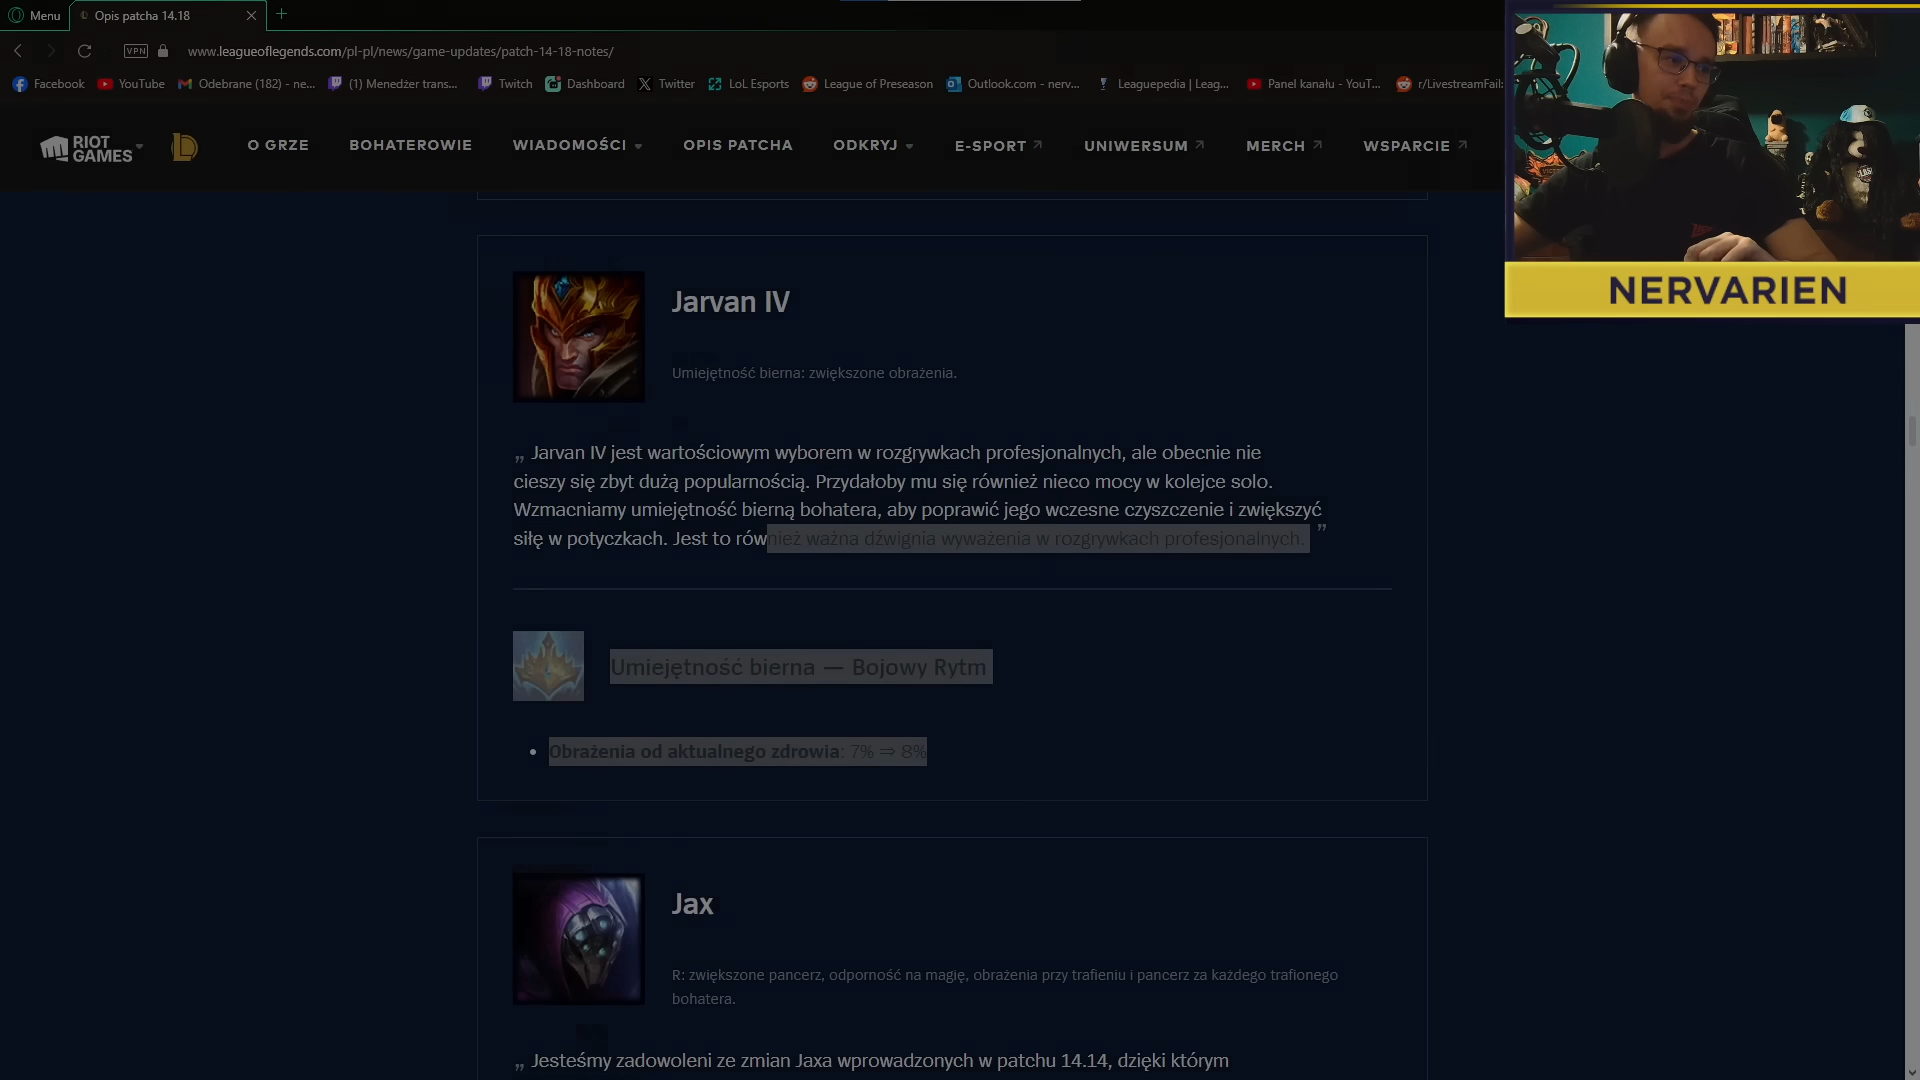 Menu
Opis patcha 14.18
VPN
www.leagueoflegends.com/pl-pl/news/game-updates/patch-14-18-notes/
Facebook YouTube Odebrane (182) - ne... (1) Menedżer trans... Twitch Dashboard Twitter LoL Esports League of Preseason Outlook.com - nerv... Leaguepedia | Leag... Panel kanału - YouT... r/LivestreamFail:
RIOT GAMES
O GRZE BOHATEROWIE WIADOMOŚCI OPIS PATCHA ODKRYJ E-SPORT UNIWERSUM MERCH WSPARCIE
NERVARIEN
Jarvan IV
Umiejętność bierna: zwiększone obrażenia.
„ Jarvan IV jest wartościowym wyborem w rozgrywkach profesjonalnych, ale obecnie nie
cieszy się zbyt dużą popularnością. Przydałoby mu się również nieco mocy w kolejce solo.
Wzmacniamy umiejętność bierną bohatera, aby poprawić jego wczesne czyszczenie i zwiększyć
siłę w potyczkach. Jest to również ważna dźwignia wyważenia w rozgrywkach profesjonalnych. ”
Umiejętność bierna — Bojowy Rytm
• Obrażenia od aktualnego zdrowia: 7% ⇒ 8%
Jax
R: zwiększone pancerz, odporność na magię, obrażenia przy trafieniu i pancerz za każdego trafionego
bohatera.
„ Jesteśmy zadowoleni ze zmian Jaxa wprowadzonych w patchu 14.14, dzięki którym